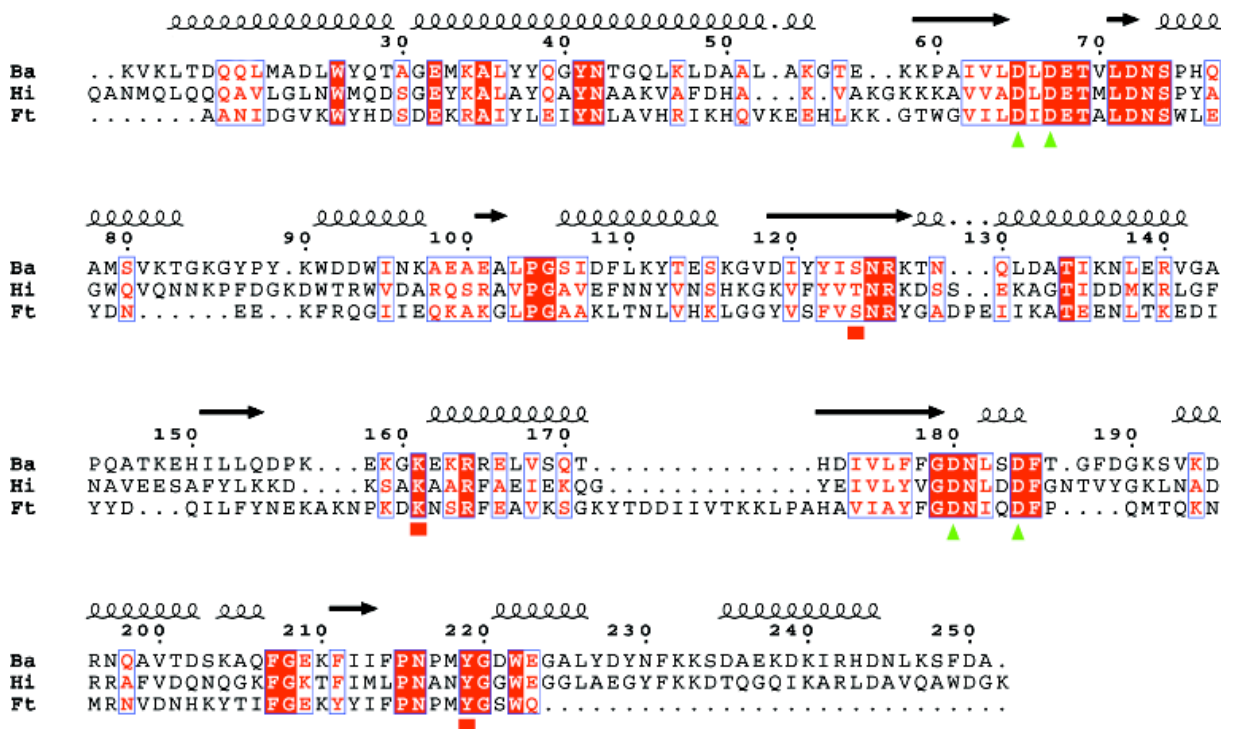 30 40 50 60 70
Ba ..KVKLTDQQLMADLWYQTAGEMKALYYQGYNTGQLKLDAAL.AKGTE..KKPAIVLDLDETVLDNSPHQ
Hi QANMQLQQQAVLGLNWMQDSGEYKALAYQAYNAAKVAFDHA...K.VAKGKKKAVVADLDETMLDNSPYA
Ft .......AANIDGVKWYHDSDEKRAIYLEIYNLAVHRIKHQVKEEHLKK.GTWGVILDIDETALDNSWLE
80 90 100 110 120 130 140
Ba AMSVKTGKGYPY.KWDDWINKAEAEALPGSIDFLKYTESKGVDIYYISNRKTN...QLDATIKNLERVGA
Hi GWQVQNNKPFDGKDWTRWVDARQSRAVPGAVEFNNYVNSHKGKVFYVTNRKDSS..EKAGTIDDMKRLGF
Ft YDN......EE..KFRQGIIEQKAKGLPGAAKLTNLVHKLGGYVSFVSNRYGADPEIIKATEENLTKEDI
150 160 170 180 190
Ba PQATKEHILLQDPK...EKGKEKRRELVSQT............HDIVLFFGDNLSDFT.GFDGKSVKD
Hi NAVEESAFYLKKD....KSAKAARFAEIEKQG...........YEIVLYVGDNLDDFGNTVYGKLNAD
Ft YYD...QILFYNEKAKNPKDKNSRFEAVKSGKYTDDIIVTKKLPAHAVIAYFGDNIQDFP....QMTQKN
200 210 220 230 240 250
Ba RNQAVTDSKAQFGEKFIIFPNPMYGDWEGALYDYNFKKSDAEKDKIRHDNLKSFDA.
Hi RRAFVDQNQGKFGKTFIMLPNANYGGWEGGLAEGYFKKDTQGQIKARLDAVQAWDGK
Ft MRNVDNHKYTIFGEKYYIFPNPMYGSWQ.............................